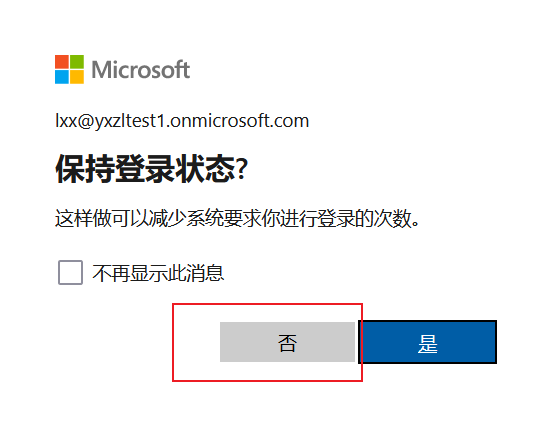 Microsoft
lxx@yxzltest1.onmicrosoft.com
保持登录状态?
这样做可以减少系统要求你进行登录的次数。
不再显示此消息
否 是